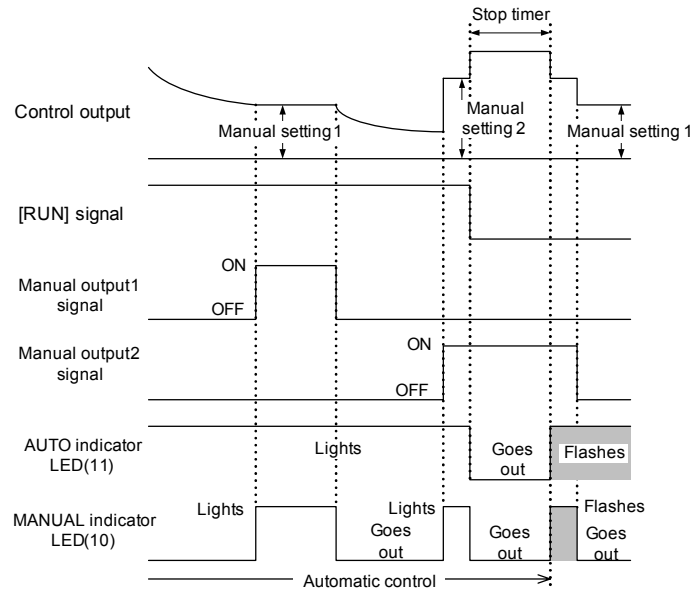 Stop timer
Control output
Manual setting 1
Manual
setting 2
Manual setting 1
[RUN] signal
Manual output1
signal
ON
OFF
Manual output2
signal
ON
OFF
AUTO indicator
LED(11)
Lights
Goes
out
Flashes
MANUAL indicator
LED(10)
Lights
Goes
out
Lights
Goes
out
Flashes
Goes
out
Automatic control